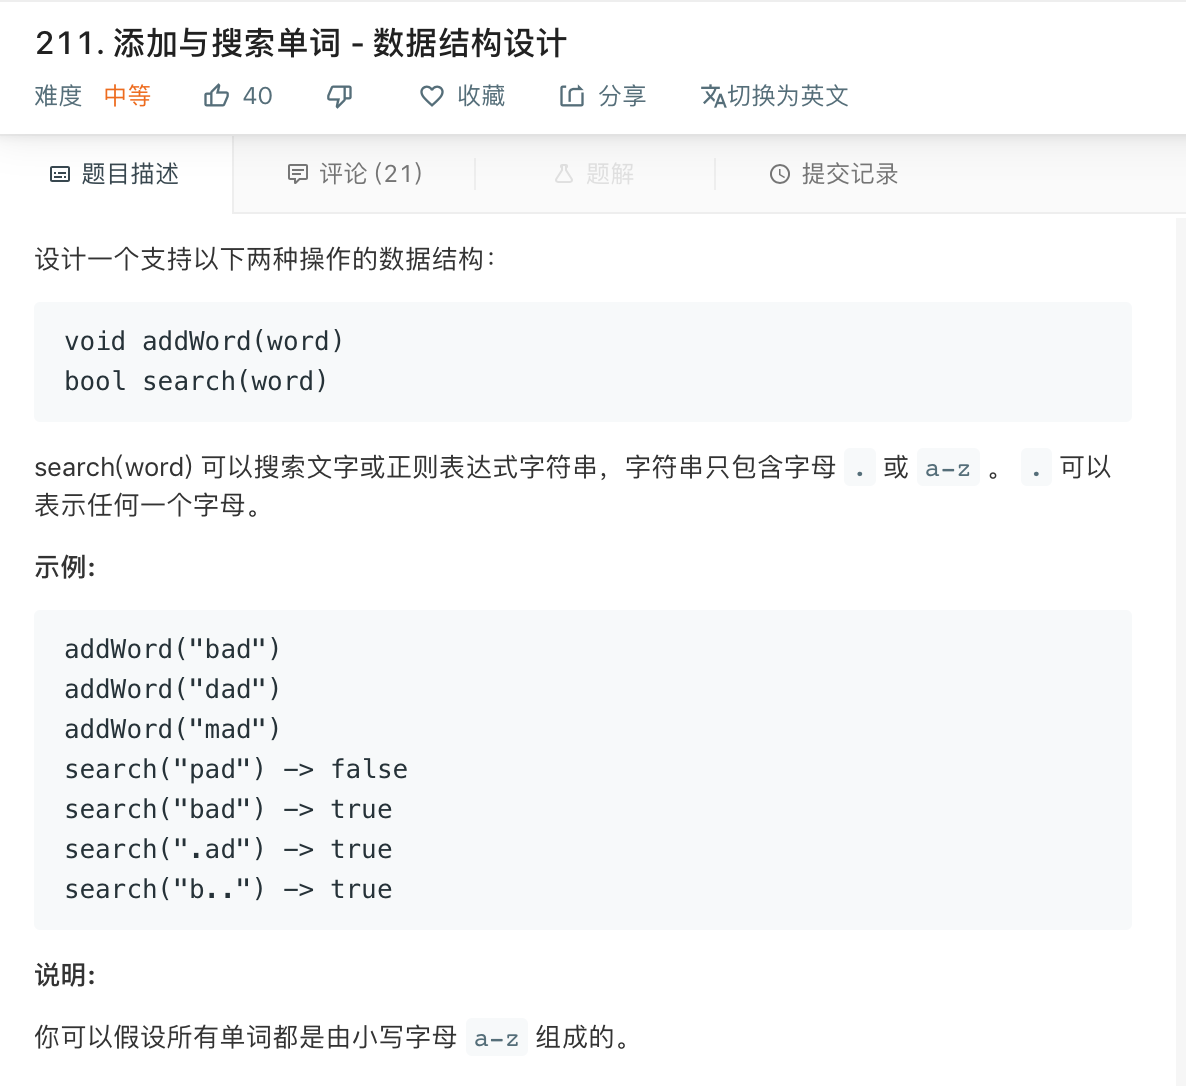 211. 添加与搜索单词 - 数据结构设计
难度 中等 40 收藏 分享 切换为英文
题目描述 评论 (21) 题解 提交记录
设计一个支持以下两种操作的数据结构：
void addWord(word)
bool search(word)
search(word) 可以搜索文字或正则表达式字符串，字符串只包含字母 . 或 a-z 。 . 可以
表示任何一个字母。
示例:
addWord("bad")
addWord("dad")
addWord("mad")
search("pad") -> false
search("bad") -> true
search(".ad") -> true
search("b..") -> true
说明:
你可以假设所有单词都是由小写字母 a-z 组成的。